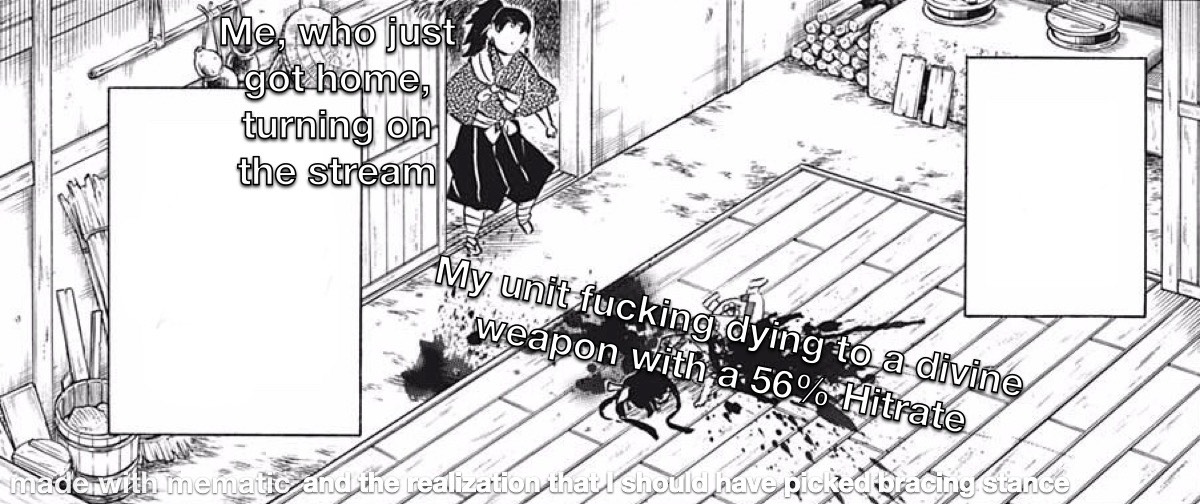 Me, who just
got home,
turning on
the stream
My unit fucking dying to a divine
weapon with a 56% Hitrate
made with mematic and the realization that I should have picked bracing stance